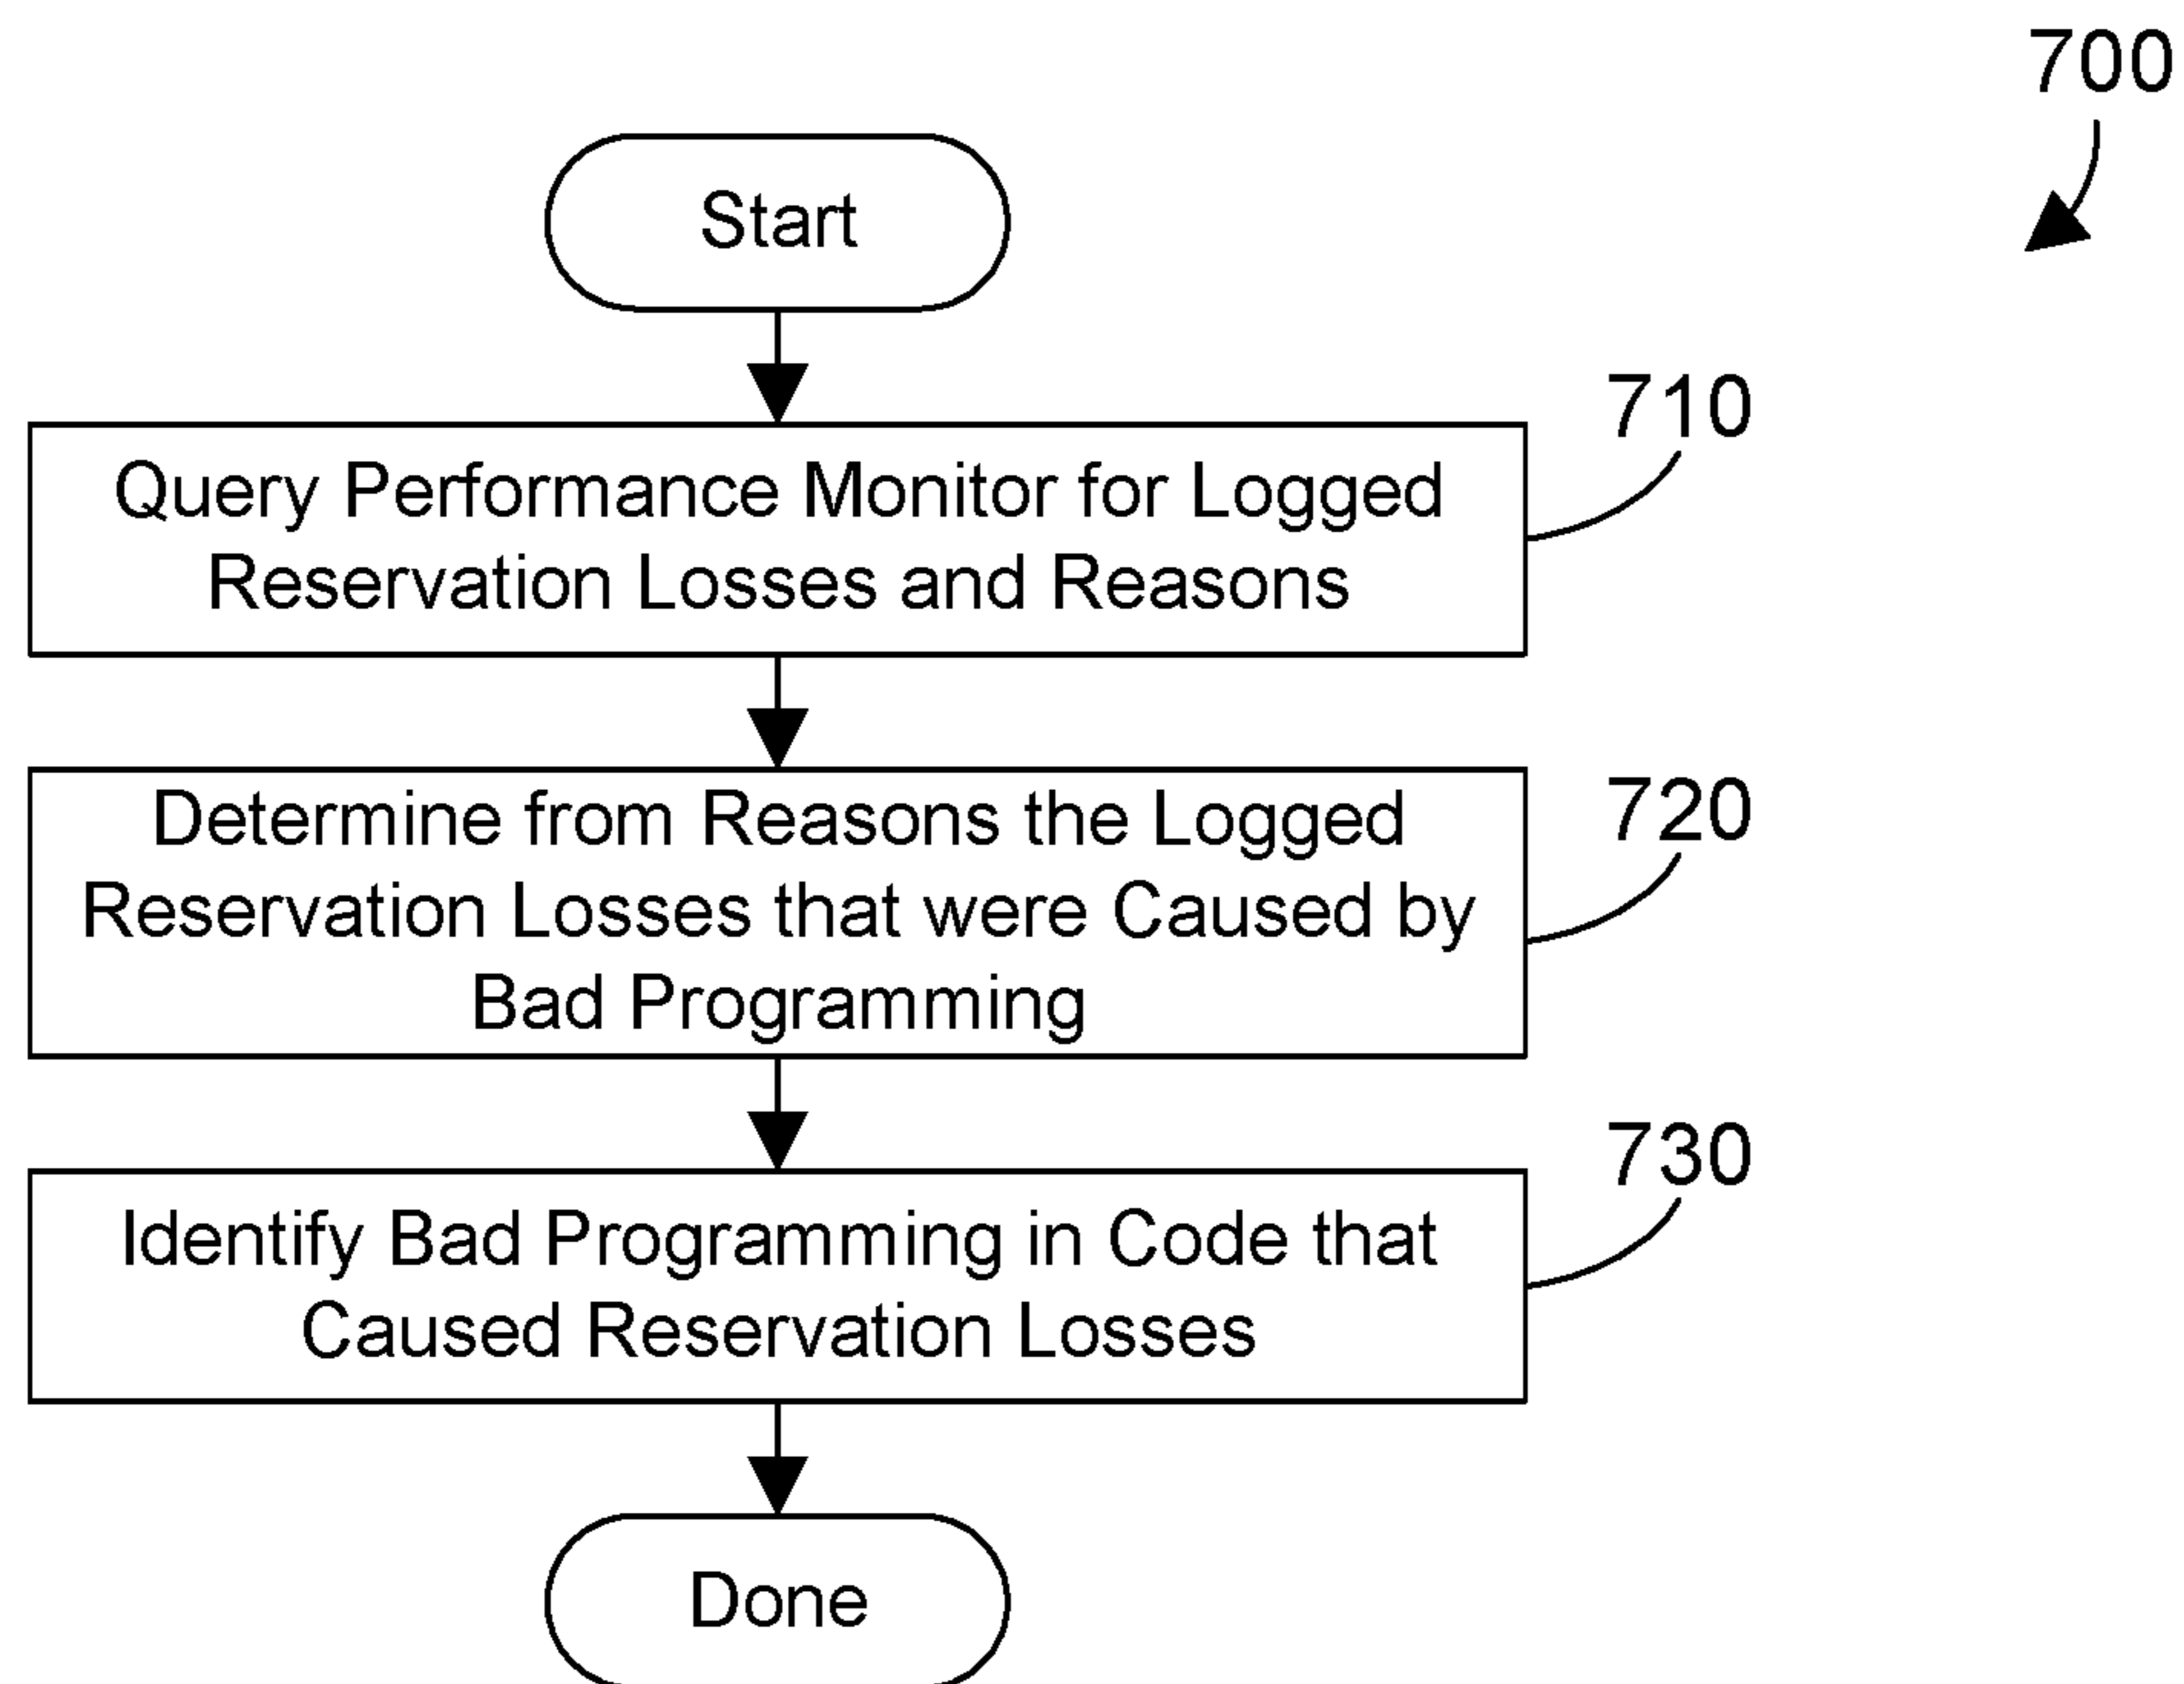 700
Start
710
Query Performance Monitor for Logged
Reservation Losses and Reasons
720
Determine from Reasons the Logged
Reservation Losses that were Caused by
Bad Programming
730
Identify Bad Programming in Code that
Caused Reservation Losses
Done